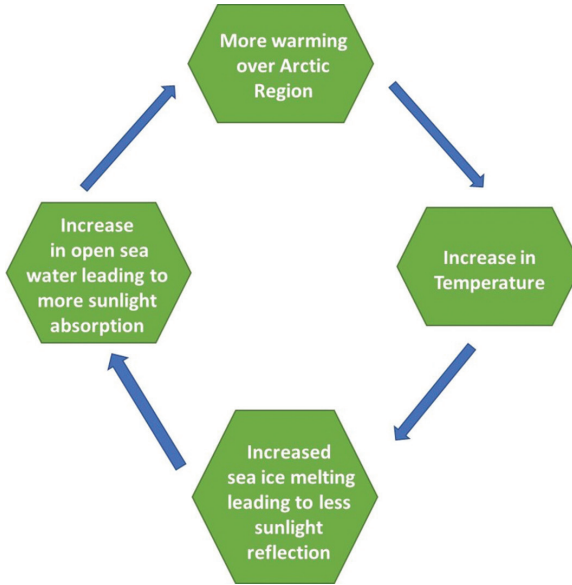 More warming
over Arctic
Region
Increase in
Temperature
Increased
sea ice melting
leading to less
sunlight
reflection
Increase
in open sea
water leading to
more sunlight
absorption